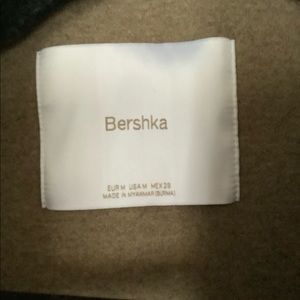 Bershka
EUR M USA M MEX 28
MADE IN MYANMAR (BURMA)